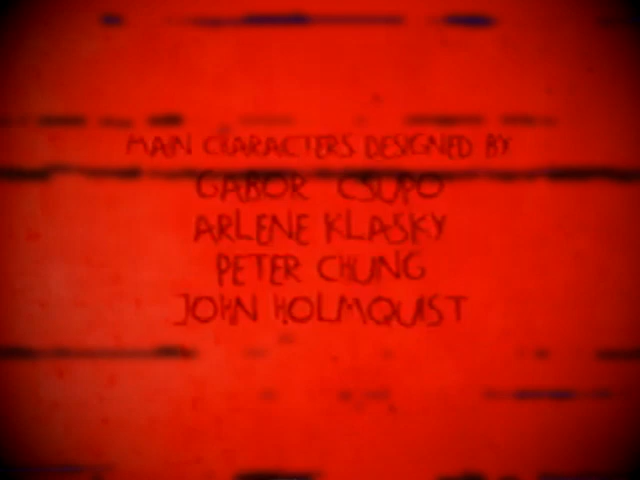 MAIN CHARACTERS DESIGNED BY
GABOR CSUPO
ARLENE KLASKY
PETER CHUNG
JOHN HOLMQUIST